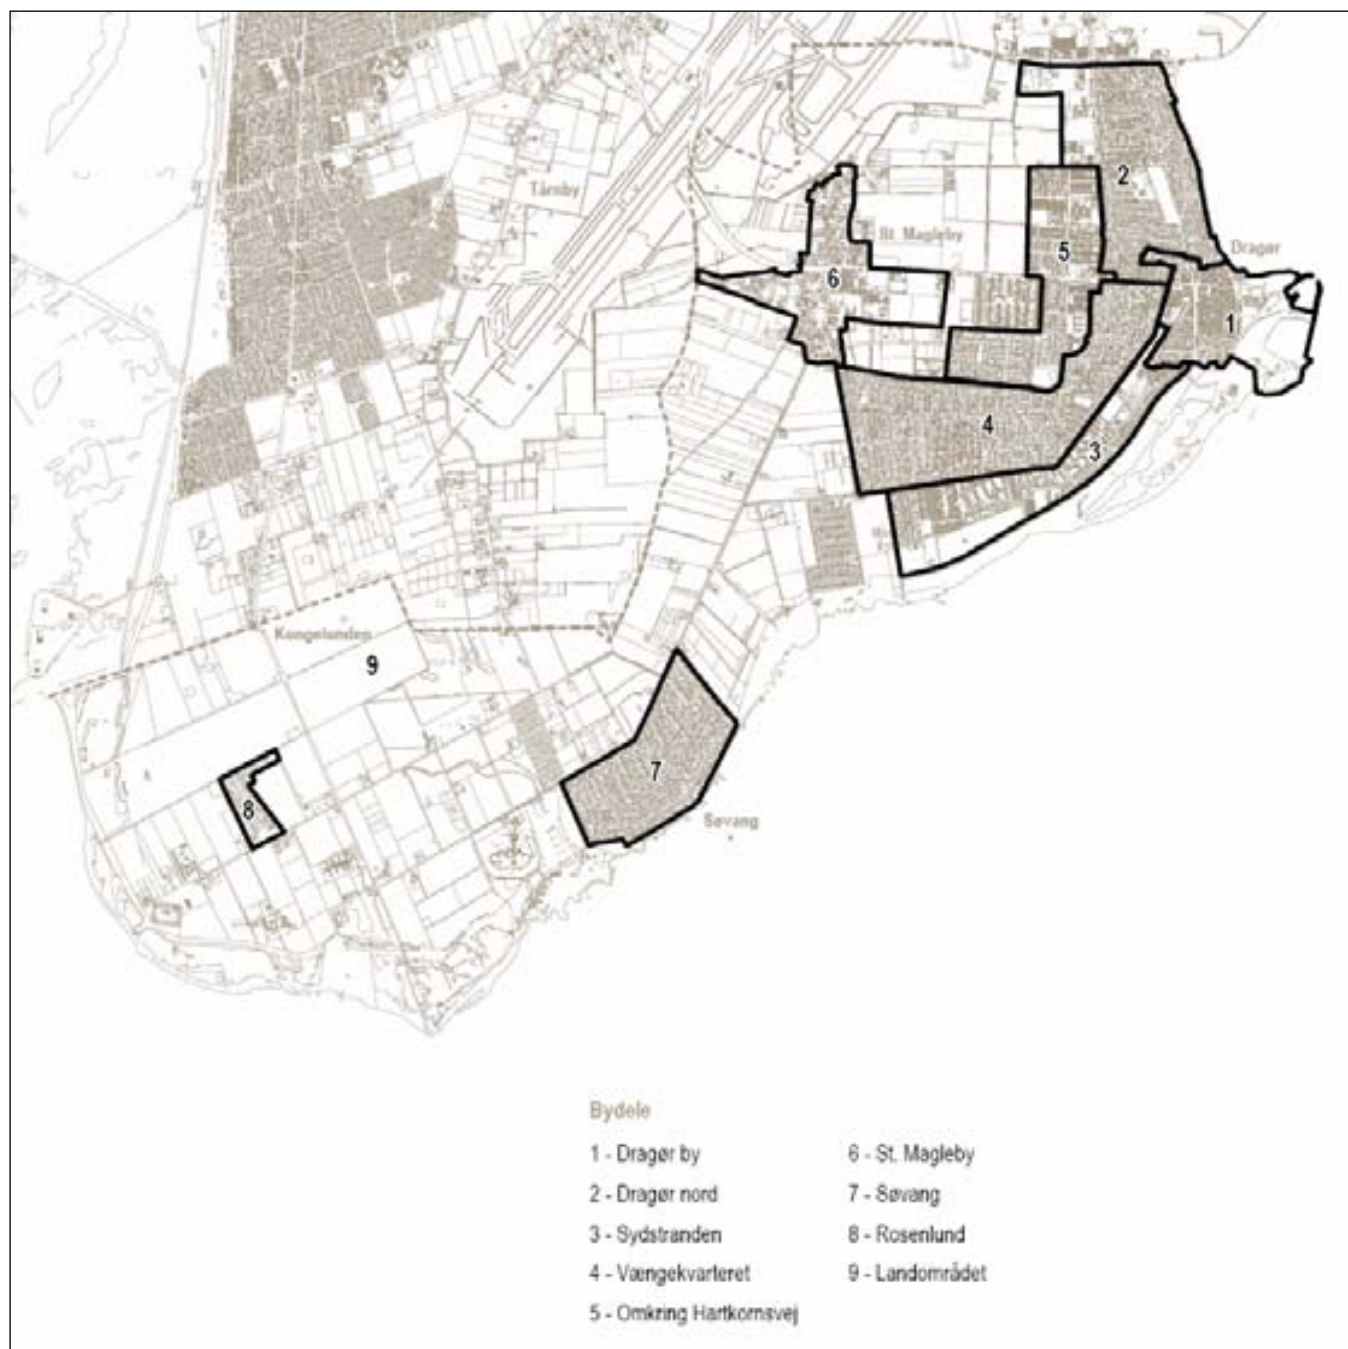 Tårnby
St. Magleby
Dragør
Kongelunden
Søvang
2
5
6
1
4
3
9
7
8
Bydele
1 - Dragør by
2 - Dragør nord
3 - Sydstranden
4 - Vængekvarteret
5 - Omkring Hartkornsvej
6 - St. Magleby
7 - Søvang
8 - Rosenlund
9 - Landområdet